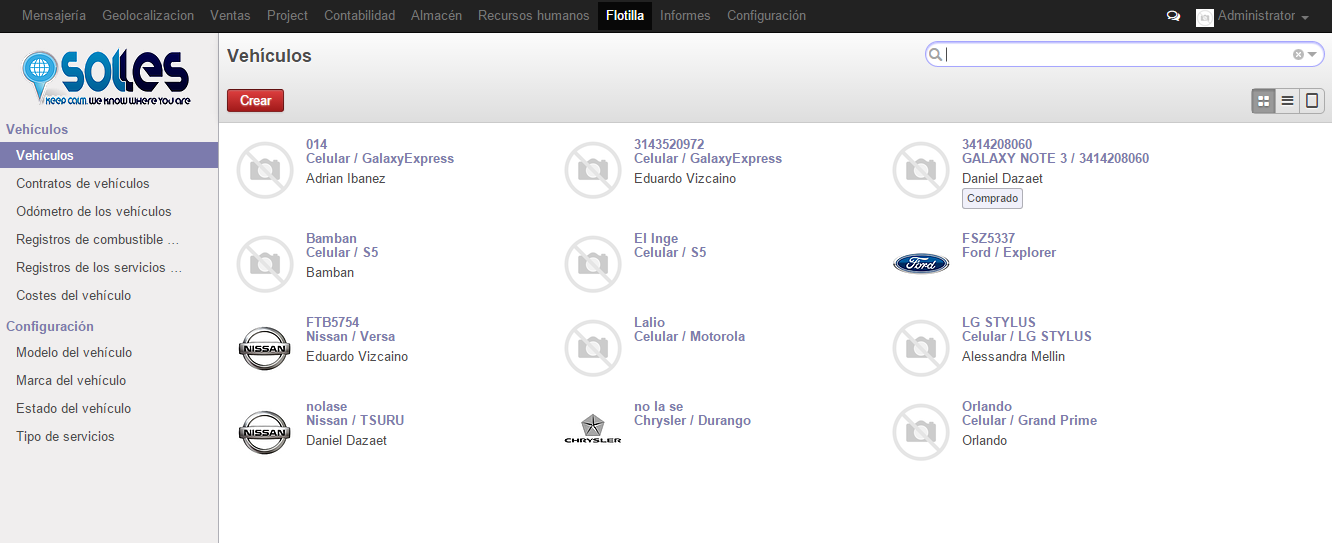 Mensajería Geolocalizacion Ventas Project Contabilidad Almacén Recursos humanos Flotilla Informes Configuración Administrator
solles
KEEP CALM. WE KNOW WHERE YOU ARE
Vehículos
Vehículos
Contratos de vehículos
Odómetro de los vehículos
Registros de combustible ...
Registros de los servicios ...
Costes del vehículo
Configuración
Modelo del vehículo
Marca del vehículo
Estado del vehículo
Tipo de servicios
Vehículos
Crear
014
Celular / GalaxyExpress
Adrian Ibanez
3143520972
Celular / GalaxyExpress
Eduardo Vizcaino
3414208060
GALAXY NOTE 3 / 3414208060
Daniel Dazaet
Comprado
Bamban
Celular / S5
Bamban
El Inge
Celular / S5
Ford
FSZ5337
Ford / Explorer
NISSAN
FTB5754
Nissan / Versa
Eduardo Vizcaino
Lalio
Celular / Motorola
LG STYLUS
Celular / LG STYLUS
Alessandra Mellin
NISSAN
nolase
Nissan / TSURU
Daniel Dazaet
CHRYSLER
no la se
Chrysler / Durango
Orlando
Celular / Grand Prime
Orlando